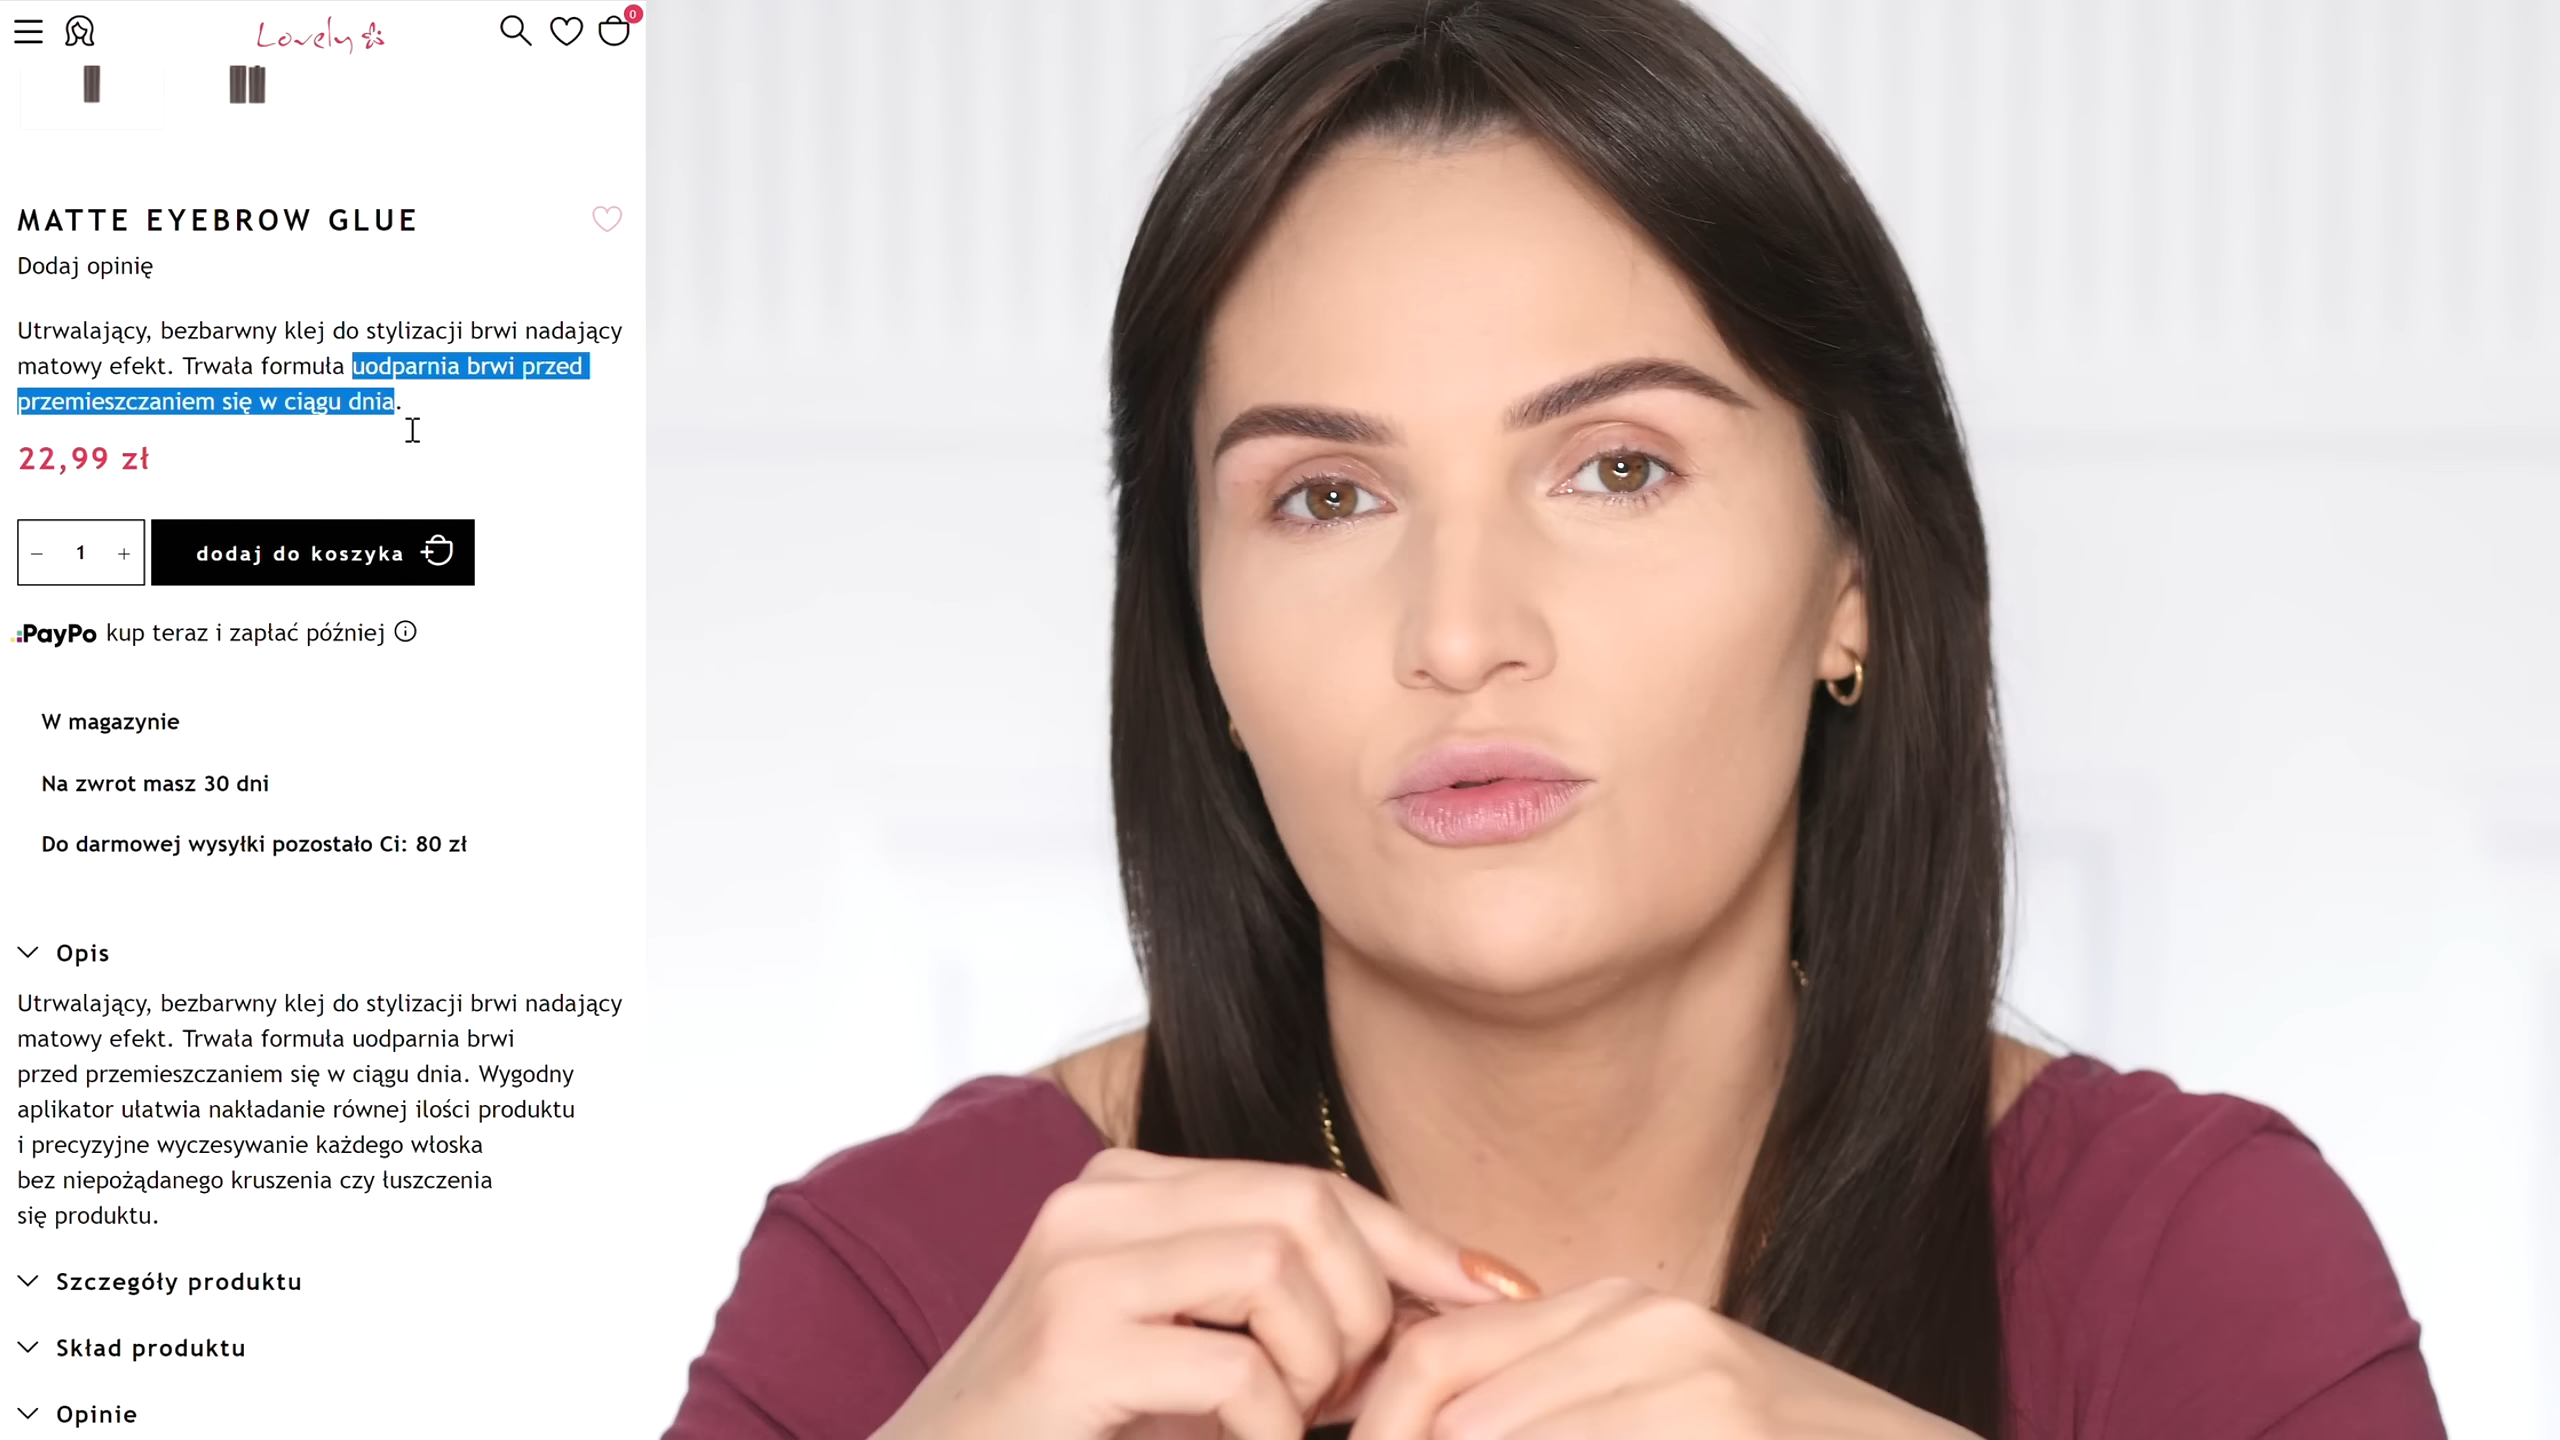 Lovely
0
MATTE EYEBROW GLUE
Dodaj opinię
Utrwalający, bezbarwny klej do stylizacji brwi nadający
matowy efekt. Trwała formuła uodparnia brwi przed
przemieszczaniem się w ciągu dnia.
22,99 zł
− 1 + dodaj do koszyka
PayPo kup teraz i zapłać później
W magazynie
Na zwrot masz 30 dni
Do darmowej wysyłki pozostało Ci: 80 zł
Opis
Utrwalający, bezbarwny klej do stylizacji brwi nadający
matowy efekt. Trwała formuła uodparnia brwi
przed przemieszczaniem się w ciągu dnia. Wygodny
aplikator ułatwia nakładanie równej ilości produktu
i precyzyjne wyczesywanie każdego włoska
bez niepożądanego kruszenia czy łuszczenia
się produktu.
Szczegóły produktu
Skład produktu
Opinie